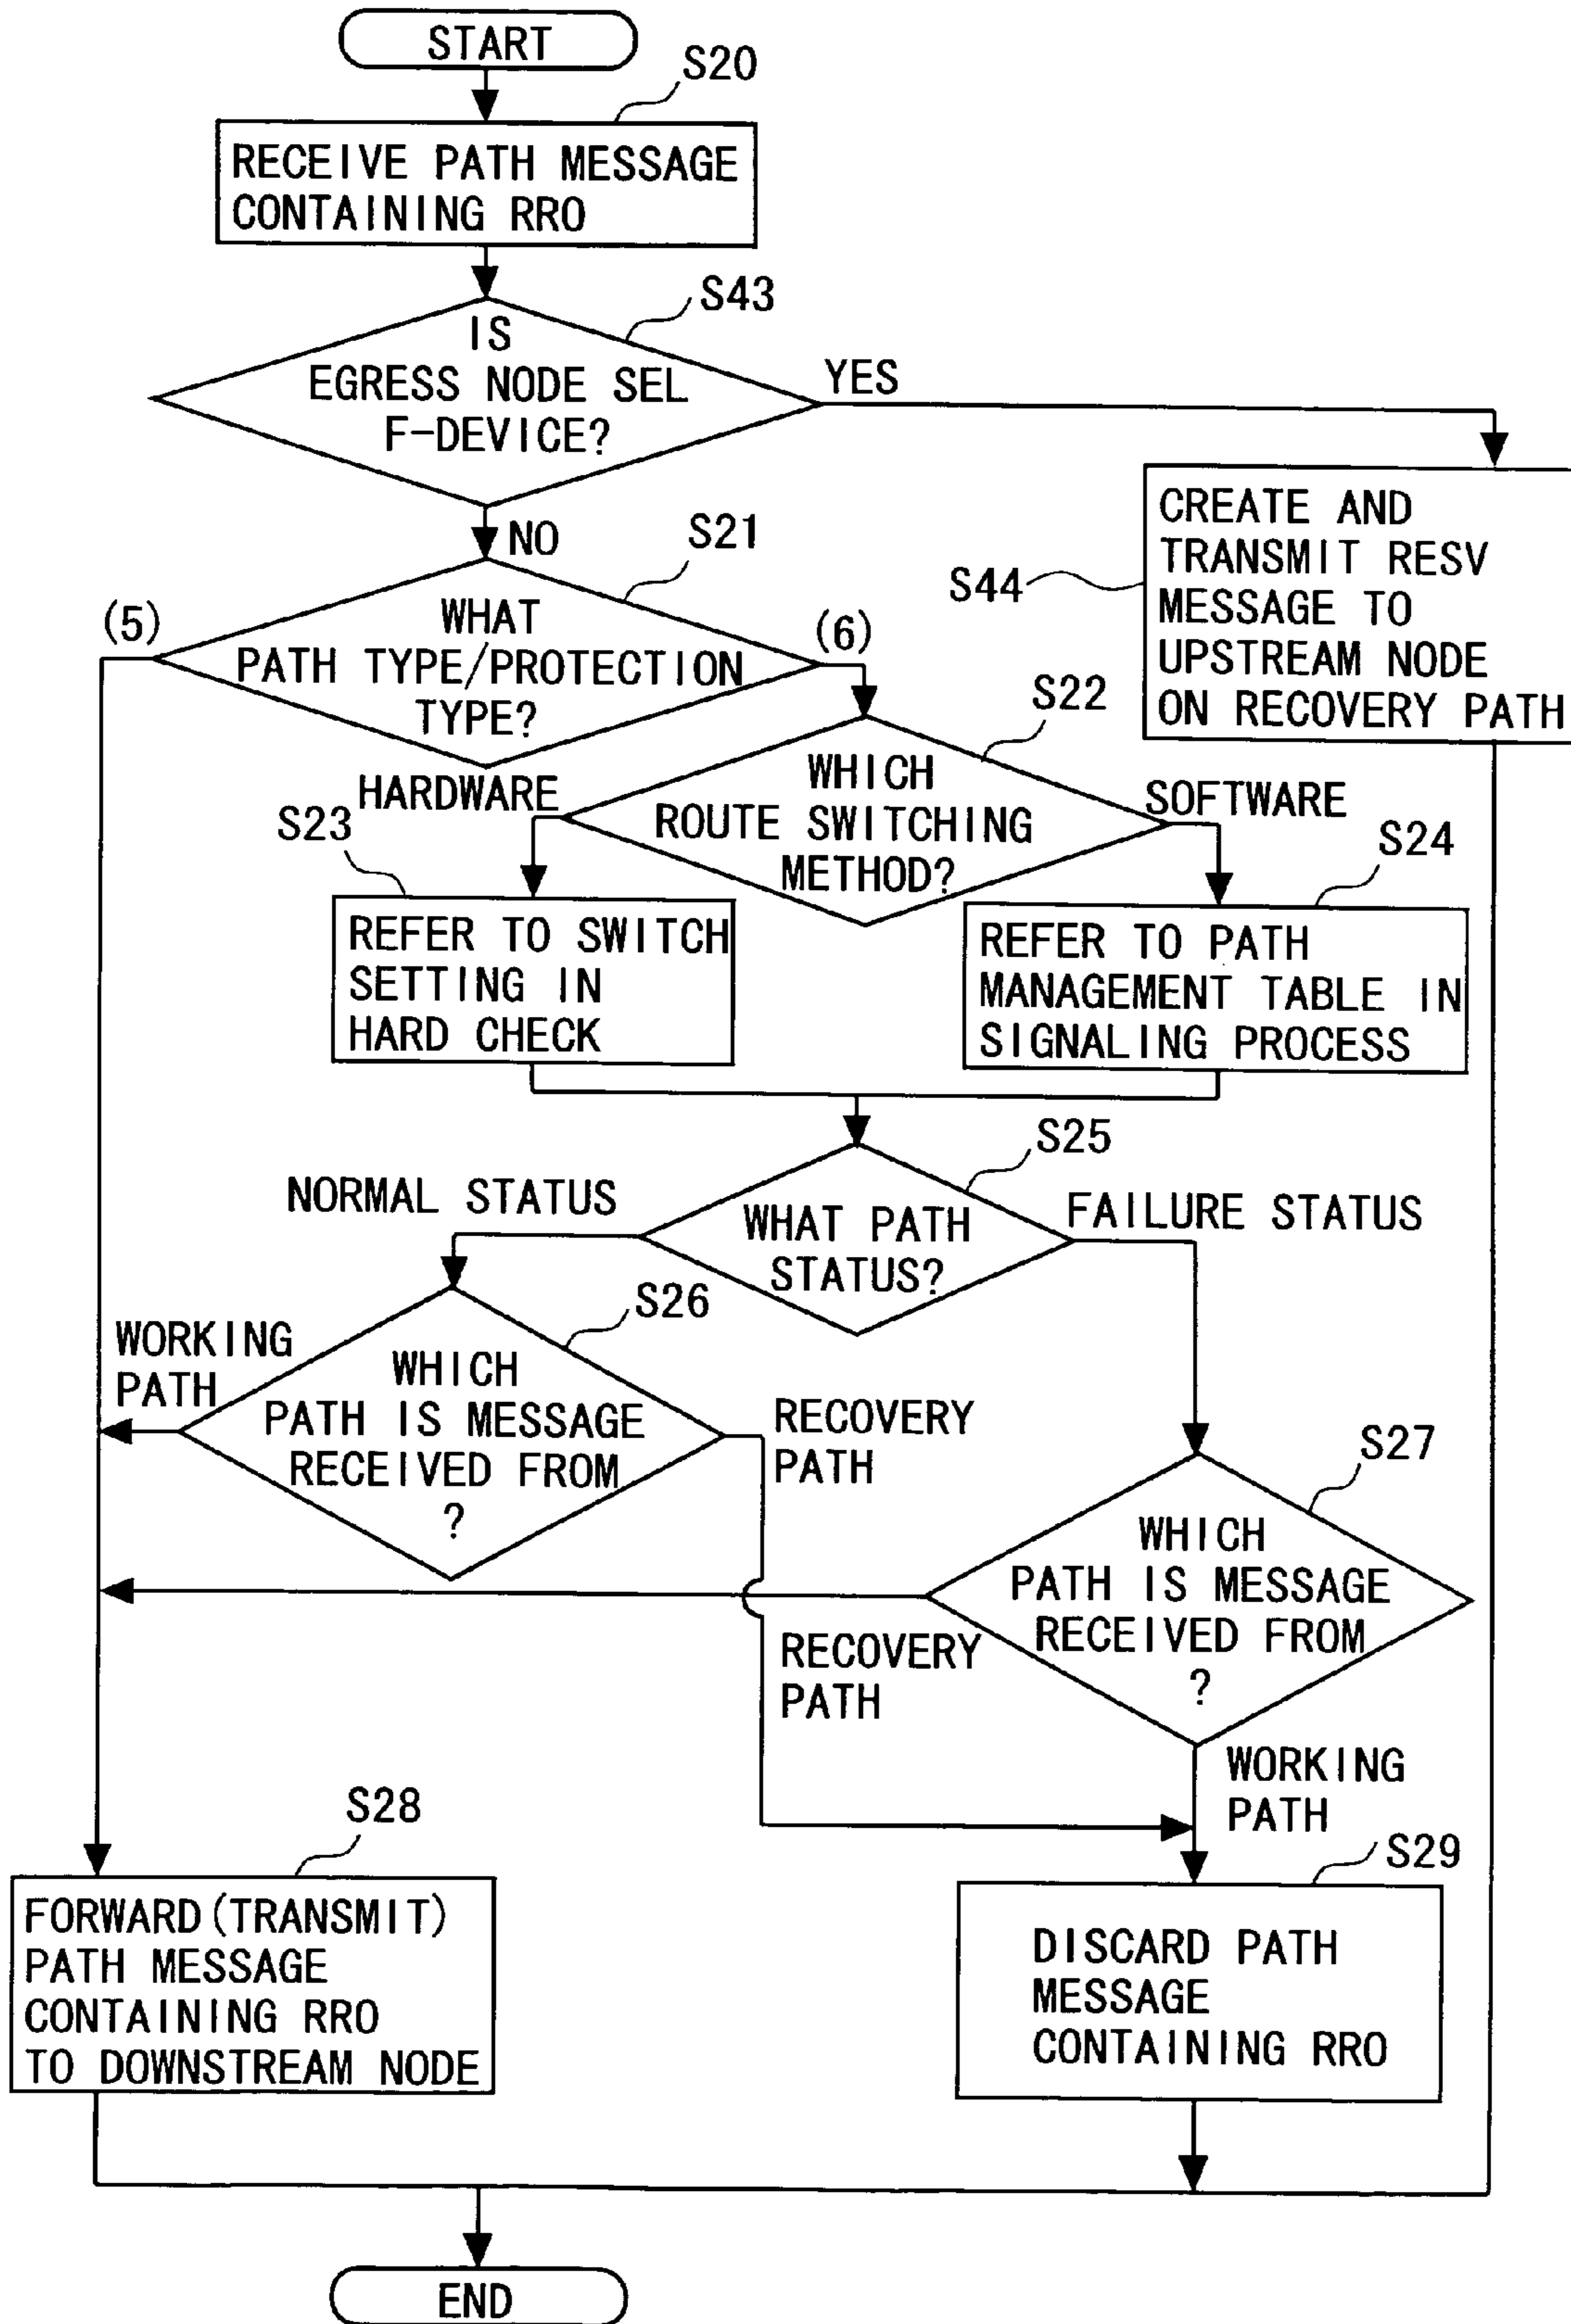 START
S20
RECEIVE PATH MESSAGE
CONTAINING RRO
S43
IS
EGRESS NODE SEL
F-DEVICE?
YES
NO
S21
CREATE AND
TRANSMIT RESV
MESSAGE TO
UPSTREAM NODE
ON RECOVERY PATH
S44
(5)
WHAT
PATH TYPE/PROTECTION
TYPE?
(6)
S22
WHICH
ROUTE SWITCHING
METHOD?
HARDWARE
SOFTWARE
S23
REFER TO SWITCH
SETTING IN
HARD CHECK
S24
REFER TO PATH
MANAGEMENT TABLE IN
SIGNALING PROCESS
S25
NORMAL STATUS
WHAT PATH
STATUS?
FAILURE STATUS
S26
WORKING
PATH
WHICH
PATH IS MESSAGE
RECEIVED FROM
?
RECOVERY
PATH
S27
WHICH
PATH IS MESSAGE
RECEIVED FROM
?
RECOVERY
PATH
WORKING
PATH
S28
FORWARD(TRANSMIT)
PATH MESSAGE
CONTAINING RRO
TO DOWNSTREAM NODE
S29
DISCARD PATH
MESSAGE
CONTAINING RRO
END